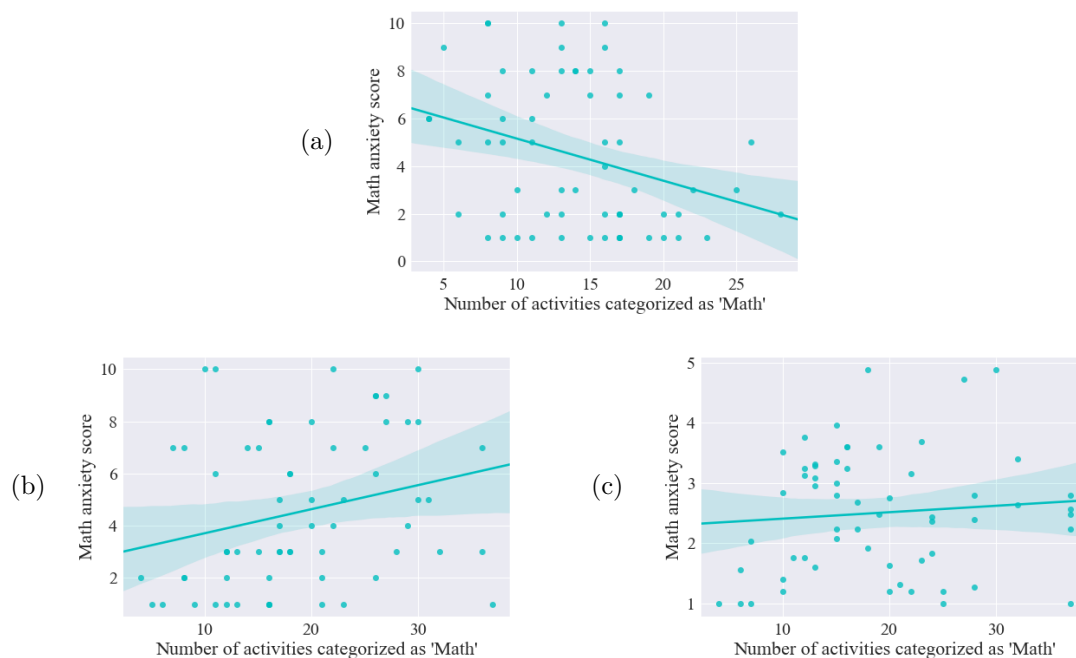 (a)
Math anxiety score
10
8
6
4
2
0
5 10 15 20 25
Number of activities categorized as 'Math'
(b)
Math anxiety score
10
8
6
4
2
10 20 30
Number of activities categorized as 'Math'
(c)
Math anxiety score
5
4
3
2
1
10 20 30
Number of activities categorized as 'Math'